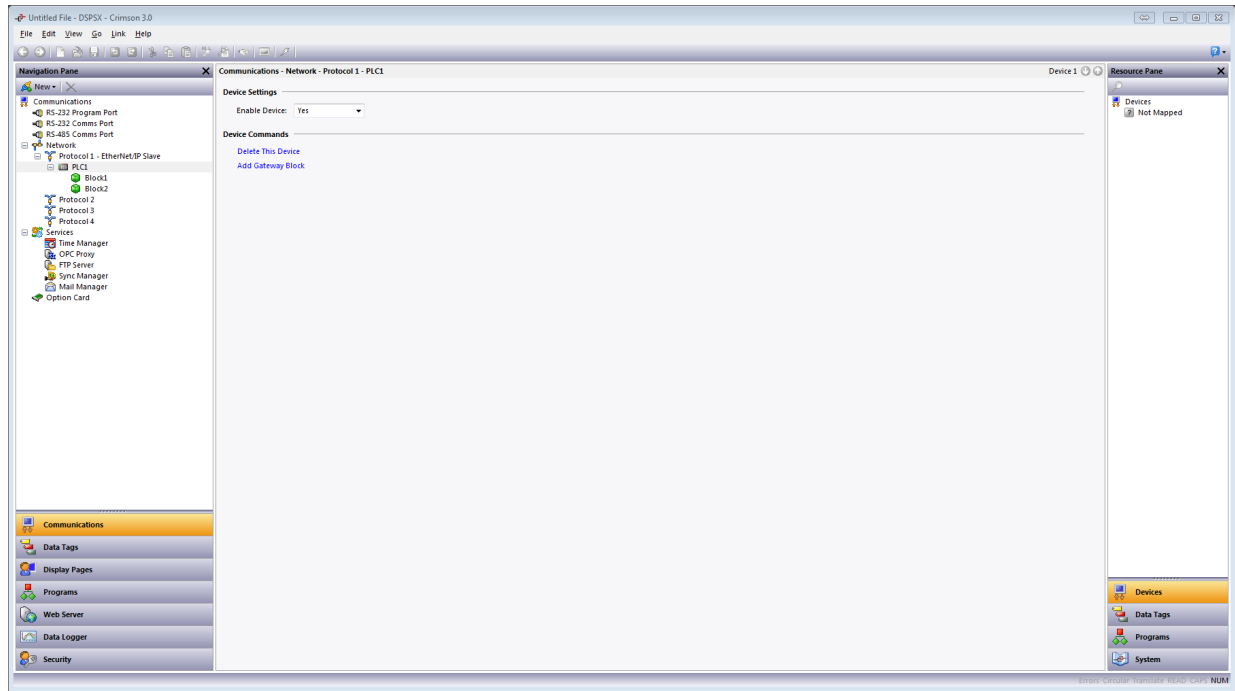 Untitled File - DSPSX - Crimson 3.0
File Edit View Go Link Help
Navigation Pane
Communications - Network - Protocol 1 - PLC1
Device 1
Resource Pane
New
Device Settings
Communications
Enable Device: Yes
Devices
RS-232 Program Port
Not Mapped
RS-232 Comms Port
RS-485 Comms Port
Device Commands
Network
Delete This Device
Protocol 1 - EtherNet/IP Slave
Add Gateway Block
PLC1
Block1
Block2
Protocol 2
Protocol 3
Protocol 4
Services
Time Manager
OPC Proxy
FTP Server
Sync Manager
Mail Manager
Option Card
Communications
Data Tags
Display Pages
Programs
Web Server
Data Logger
Security
Devices
Data Tags
Programs
System
Errors Circular Translate READ CAPS NUM